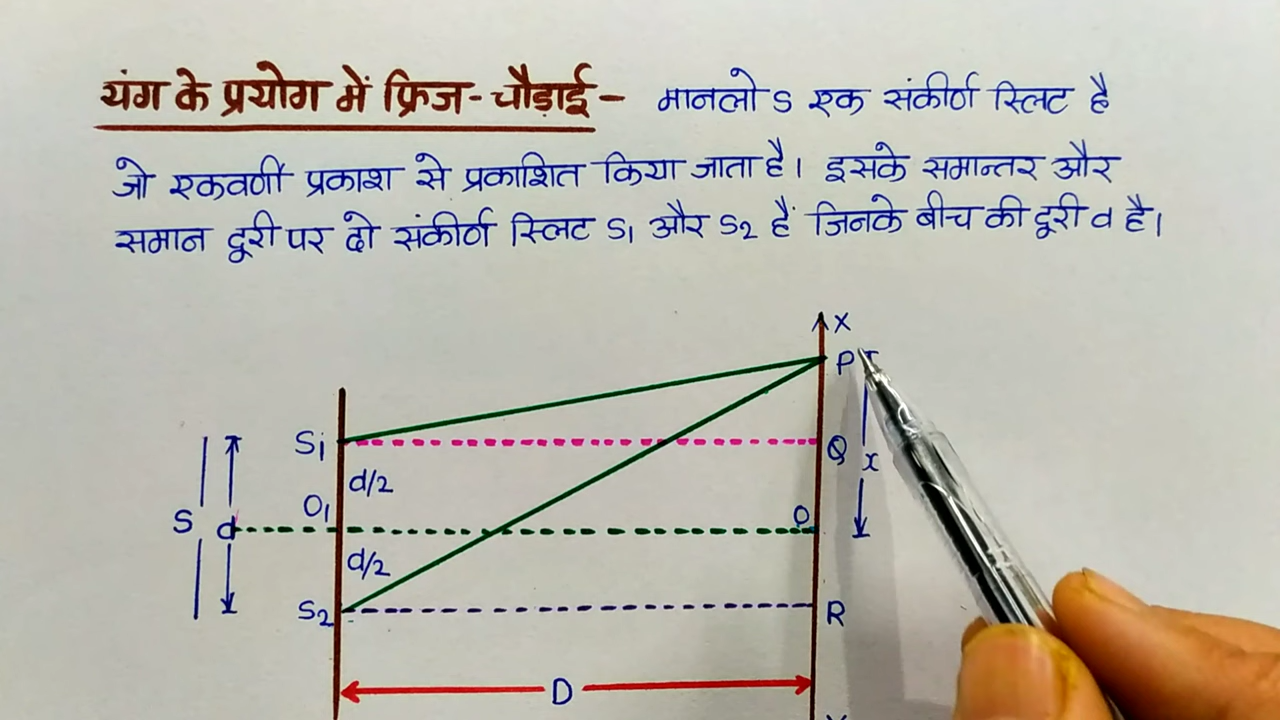 यंग के प्रयोग में फ्रिज-चौड़ाई- मानलो S एक संकीर्ण स्लिट है
जो एकवर्णी प्रकाश से प्रकाशित किया जाता है। इसके समान्तर और
समान दूरी पर दो संकीर्ण स्लिट S₁ और S₂ हैं जिनके बीच की दूरी d है।
X
P
S₁
Q
x
d/2
O₁
O
S
d
d/2
S₂
R
D